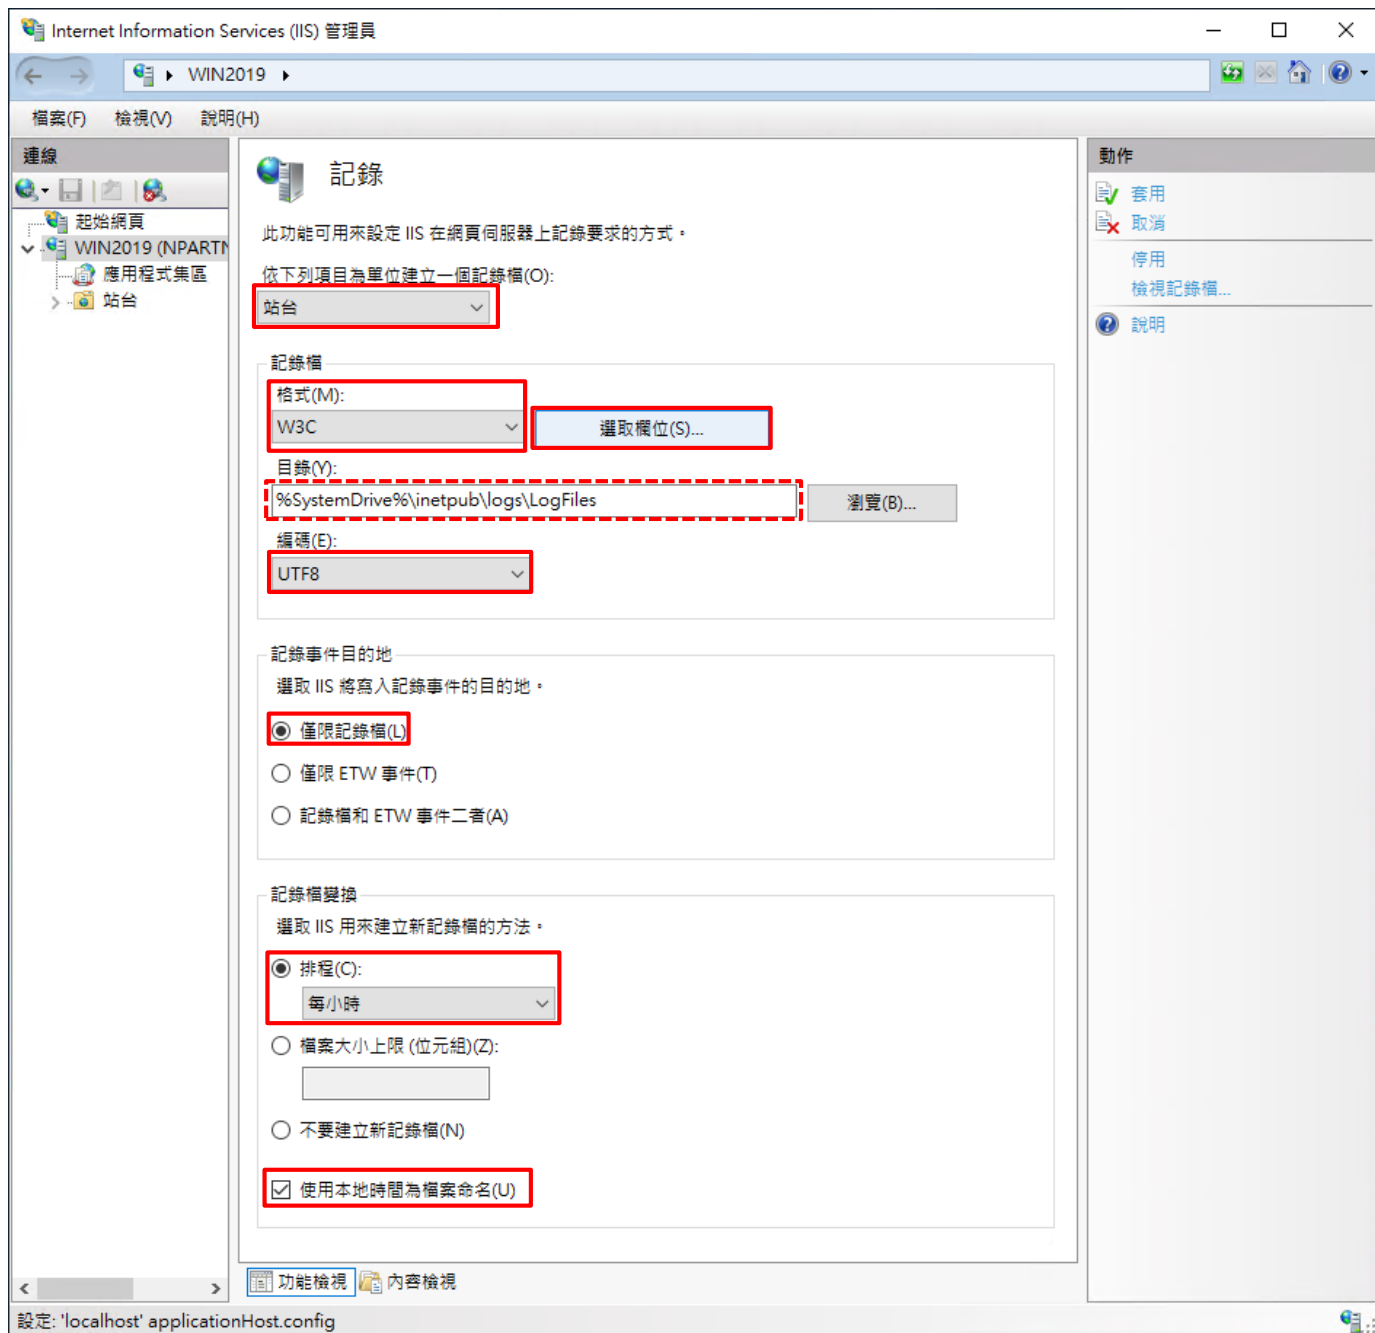 Internet Information Services (IIS) 管理員
WIN2019
檔案(F) 檢視(V) 說明(H)
連線
起始網頁
WIN2019 (NPARTN
應用程式集區
站台
記錄
此功能可用來設定 IIS 在網頁伺服器上記錄要求的方式。
依下列項目為單位建立一個記錄檔(O):
站台
記錄檔
格式(M):
W3C
選取欄位(S)...
目錄(Y):
%SystemDrive%\inetpub\logs\LogFiles
瀏覽(B)...
編碼(E):
UTF8
記錄事件目的地
選取 IIS 將寫入記錄事件的目的地。
僅限記錄檔(L)
僅限 ETW 事件(T)
記錄檔和 ETW 事件二者(A)
記錄檔變換
選取 IIS 用來建立新記錄檔的方法。
排程(C):
每小時
檔案大小上限 (位元組)(Z):
不要建立新記錄檔(N)
使用本地時間為檔案命名(U)
功能檢視 內容檢視
動作
套用
取消
停用
檢視記錄檔...
說明
設定: 'localhost' applicationHost.config